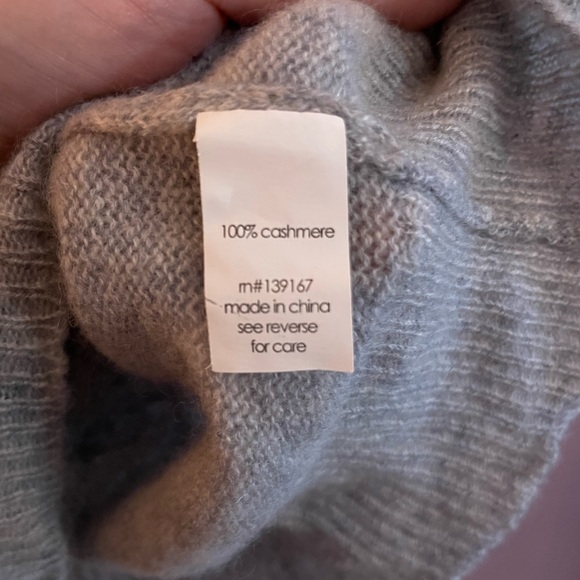 100% cashmere
rn#139167
made in china
see reverse
for care